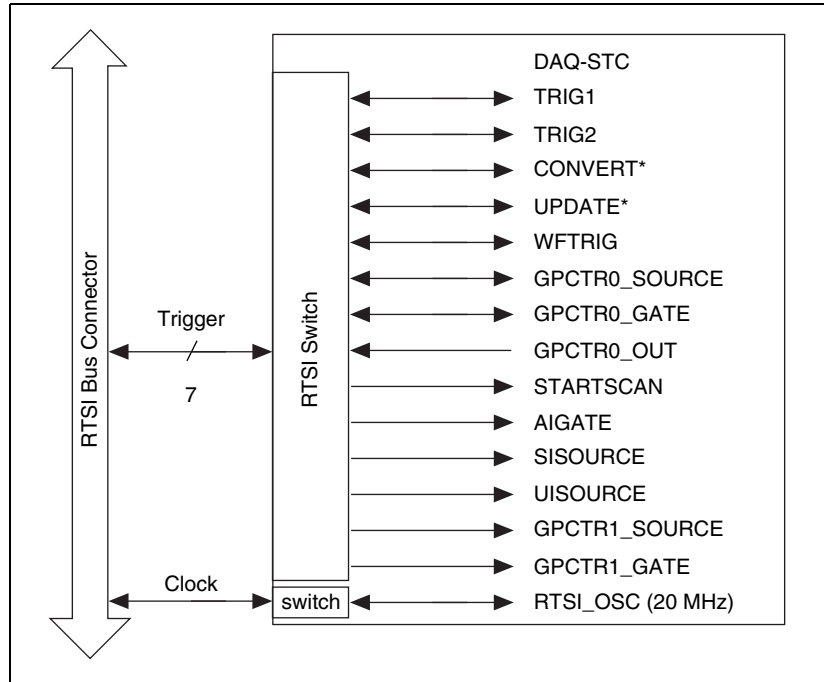 DAQ-STC
TRIG1
TRIG2
CONVERT*
UPDATE*
WFTRIG
GPCTR0_SOURCE
GPCTR0_GATE
GPCTR0_OUT
STARTSCAN
AIGATE
SISOURCE
UISOURCE
GPCTR1_SOURCE
GPCTR1_GATE
RTSI_OSC (20 MHz)
RTSI Bus Connector
Trigger
7
Clock
RTSI Switch
switch